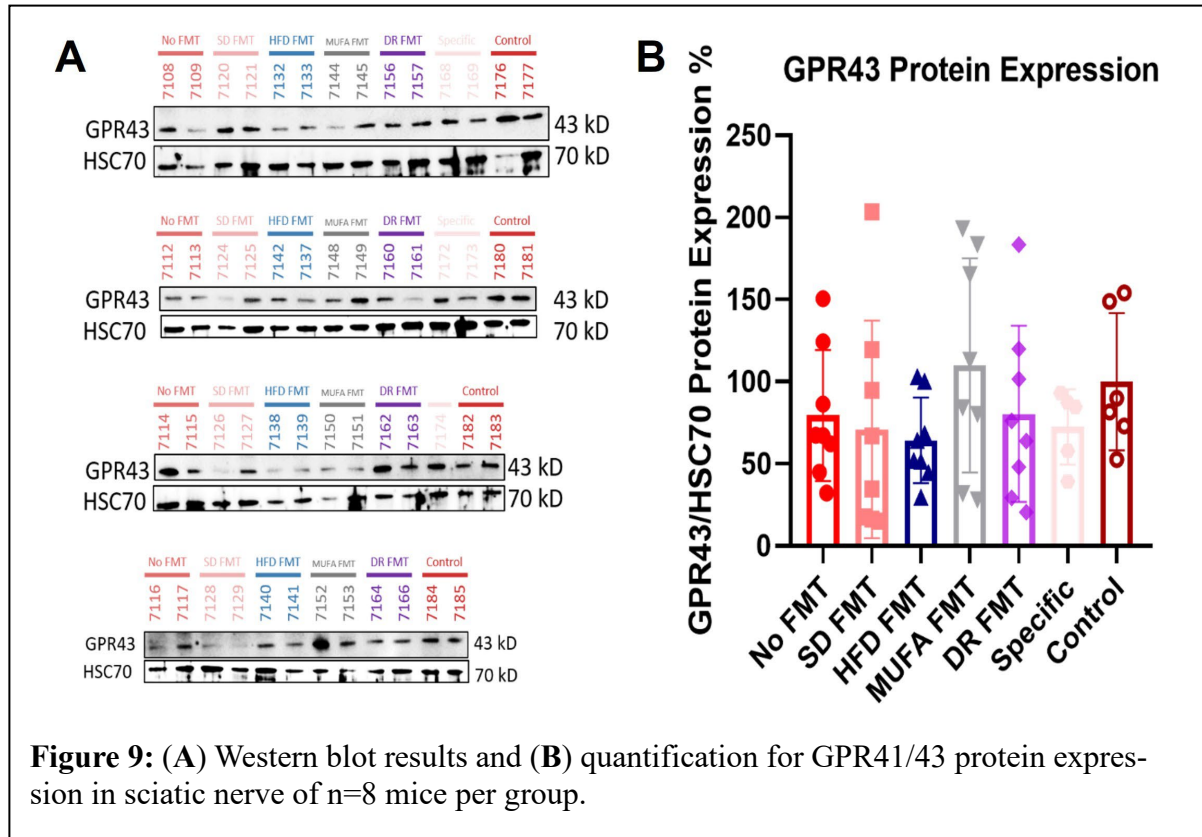 A
No FMT SD FMT HFD FMT MUFA FMT DR FMT Specific Control
7108 7109 7120 7121 7132 7133 7144 7145 7156 7157 7168 7169 7176 7177
GPR43 43 kD
HSC70 70 kD
No FMT SD FMT HFD FMT MUFA FMT DR FMT Specific Control
7112 7113 7124 7125 7142 7137 7148 7149 7160 7161 7172 7173 7180 7181
GPR43 43 kD
HSC70 70 kD
No FMT SD FMT HFD FMT MUFA FMT DR FMT Control
7114 7115 7126 7127 7138 7139 7150 7151 7162 7163 7174 7182 7183
GPR43 43 kD
HSC70 70 kD
No FMT SD FMT HFD FMT MUFA FMT DR FMT Control
7116 7117 7128 7129 7140 7141 7152 7153 7164 7166 7184 7185
GPR43 43 kD
HSC70 70 kD
B
GPR43 Protein Expression
GPR43/HSC70 Protein Expression %
250
200
150
100
50
0
No FMT
SD FMT
HFD FMT
MUFA FMT
DR FMT
Specific
Control
Figure 9: (A) Western blot results and (B) quantification for GPR41/43 protein expres-
sion in sciatic nerve of n=8 mice per group.